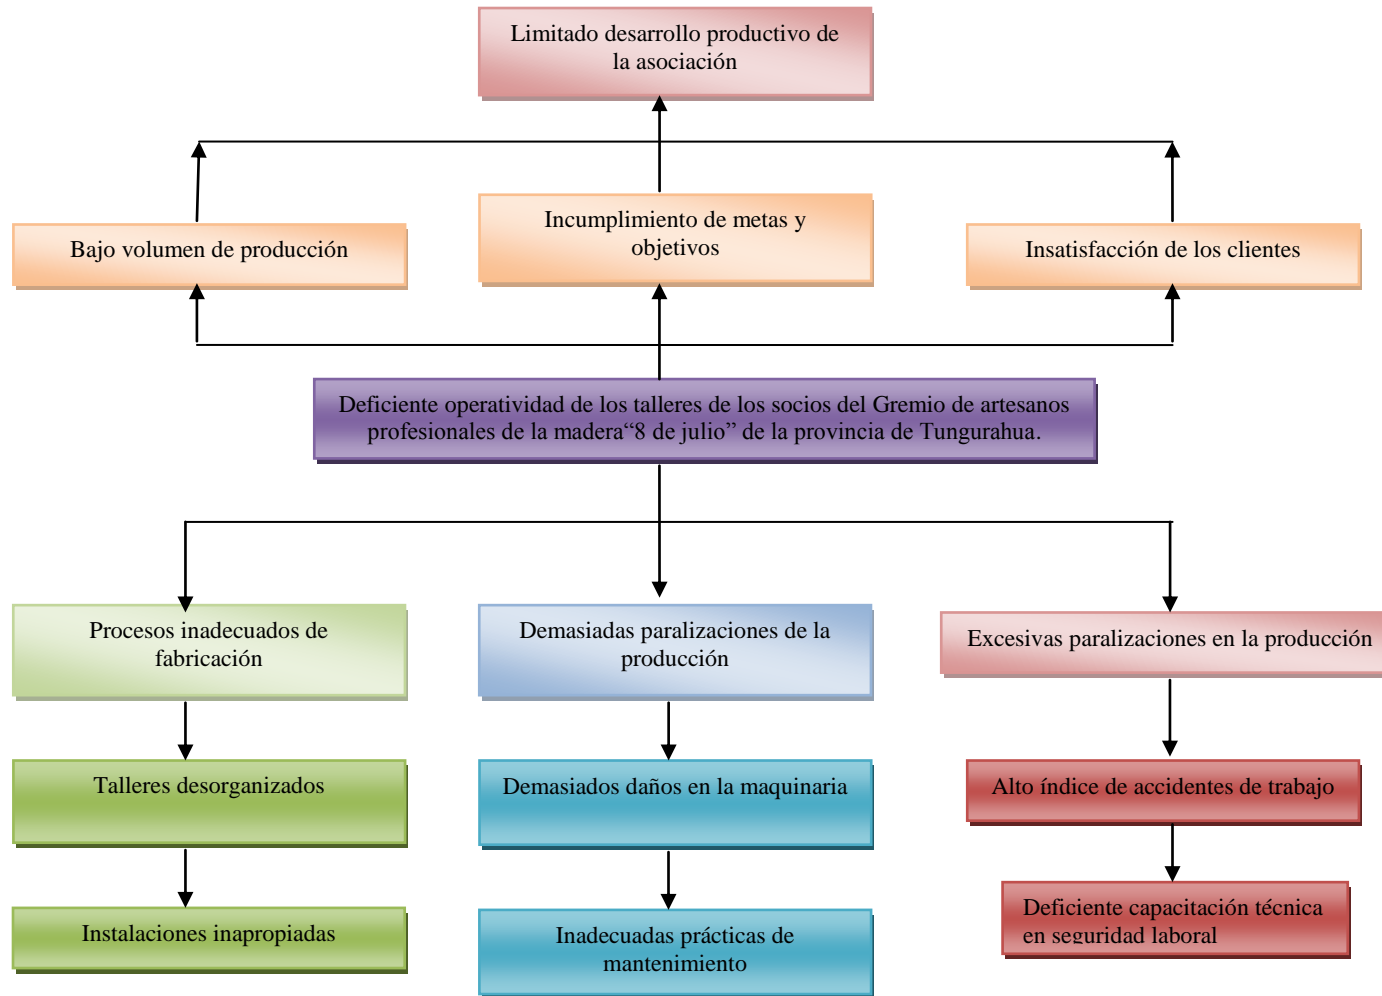 Limitado desarrollo productivo de
la asociación
Bajo volumen de producción
Incumplimiento de metas y
objetivos
Insatisfacción de los clientes
Deficiente operatividad de los talleres de los socios del Gremio de artesanos
profesionales de la madera“8 de julio” de la provincia de Tungurahua.
Procesos inadecuados de
fabricación
Demasiadas paralizaciones de la
producción
Excesivas paralizaciones en la producción
Talleres desorganizados
Demasiados daños en la maquinaria
Alto índice de accidentes de trabajo
Instalaciones inapropiadas
Inadecuadas prácticas de
mantenimiento
Deficiente capacitación técnica
en seguridad laboral